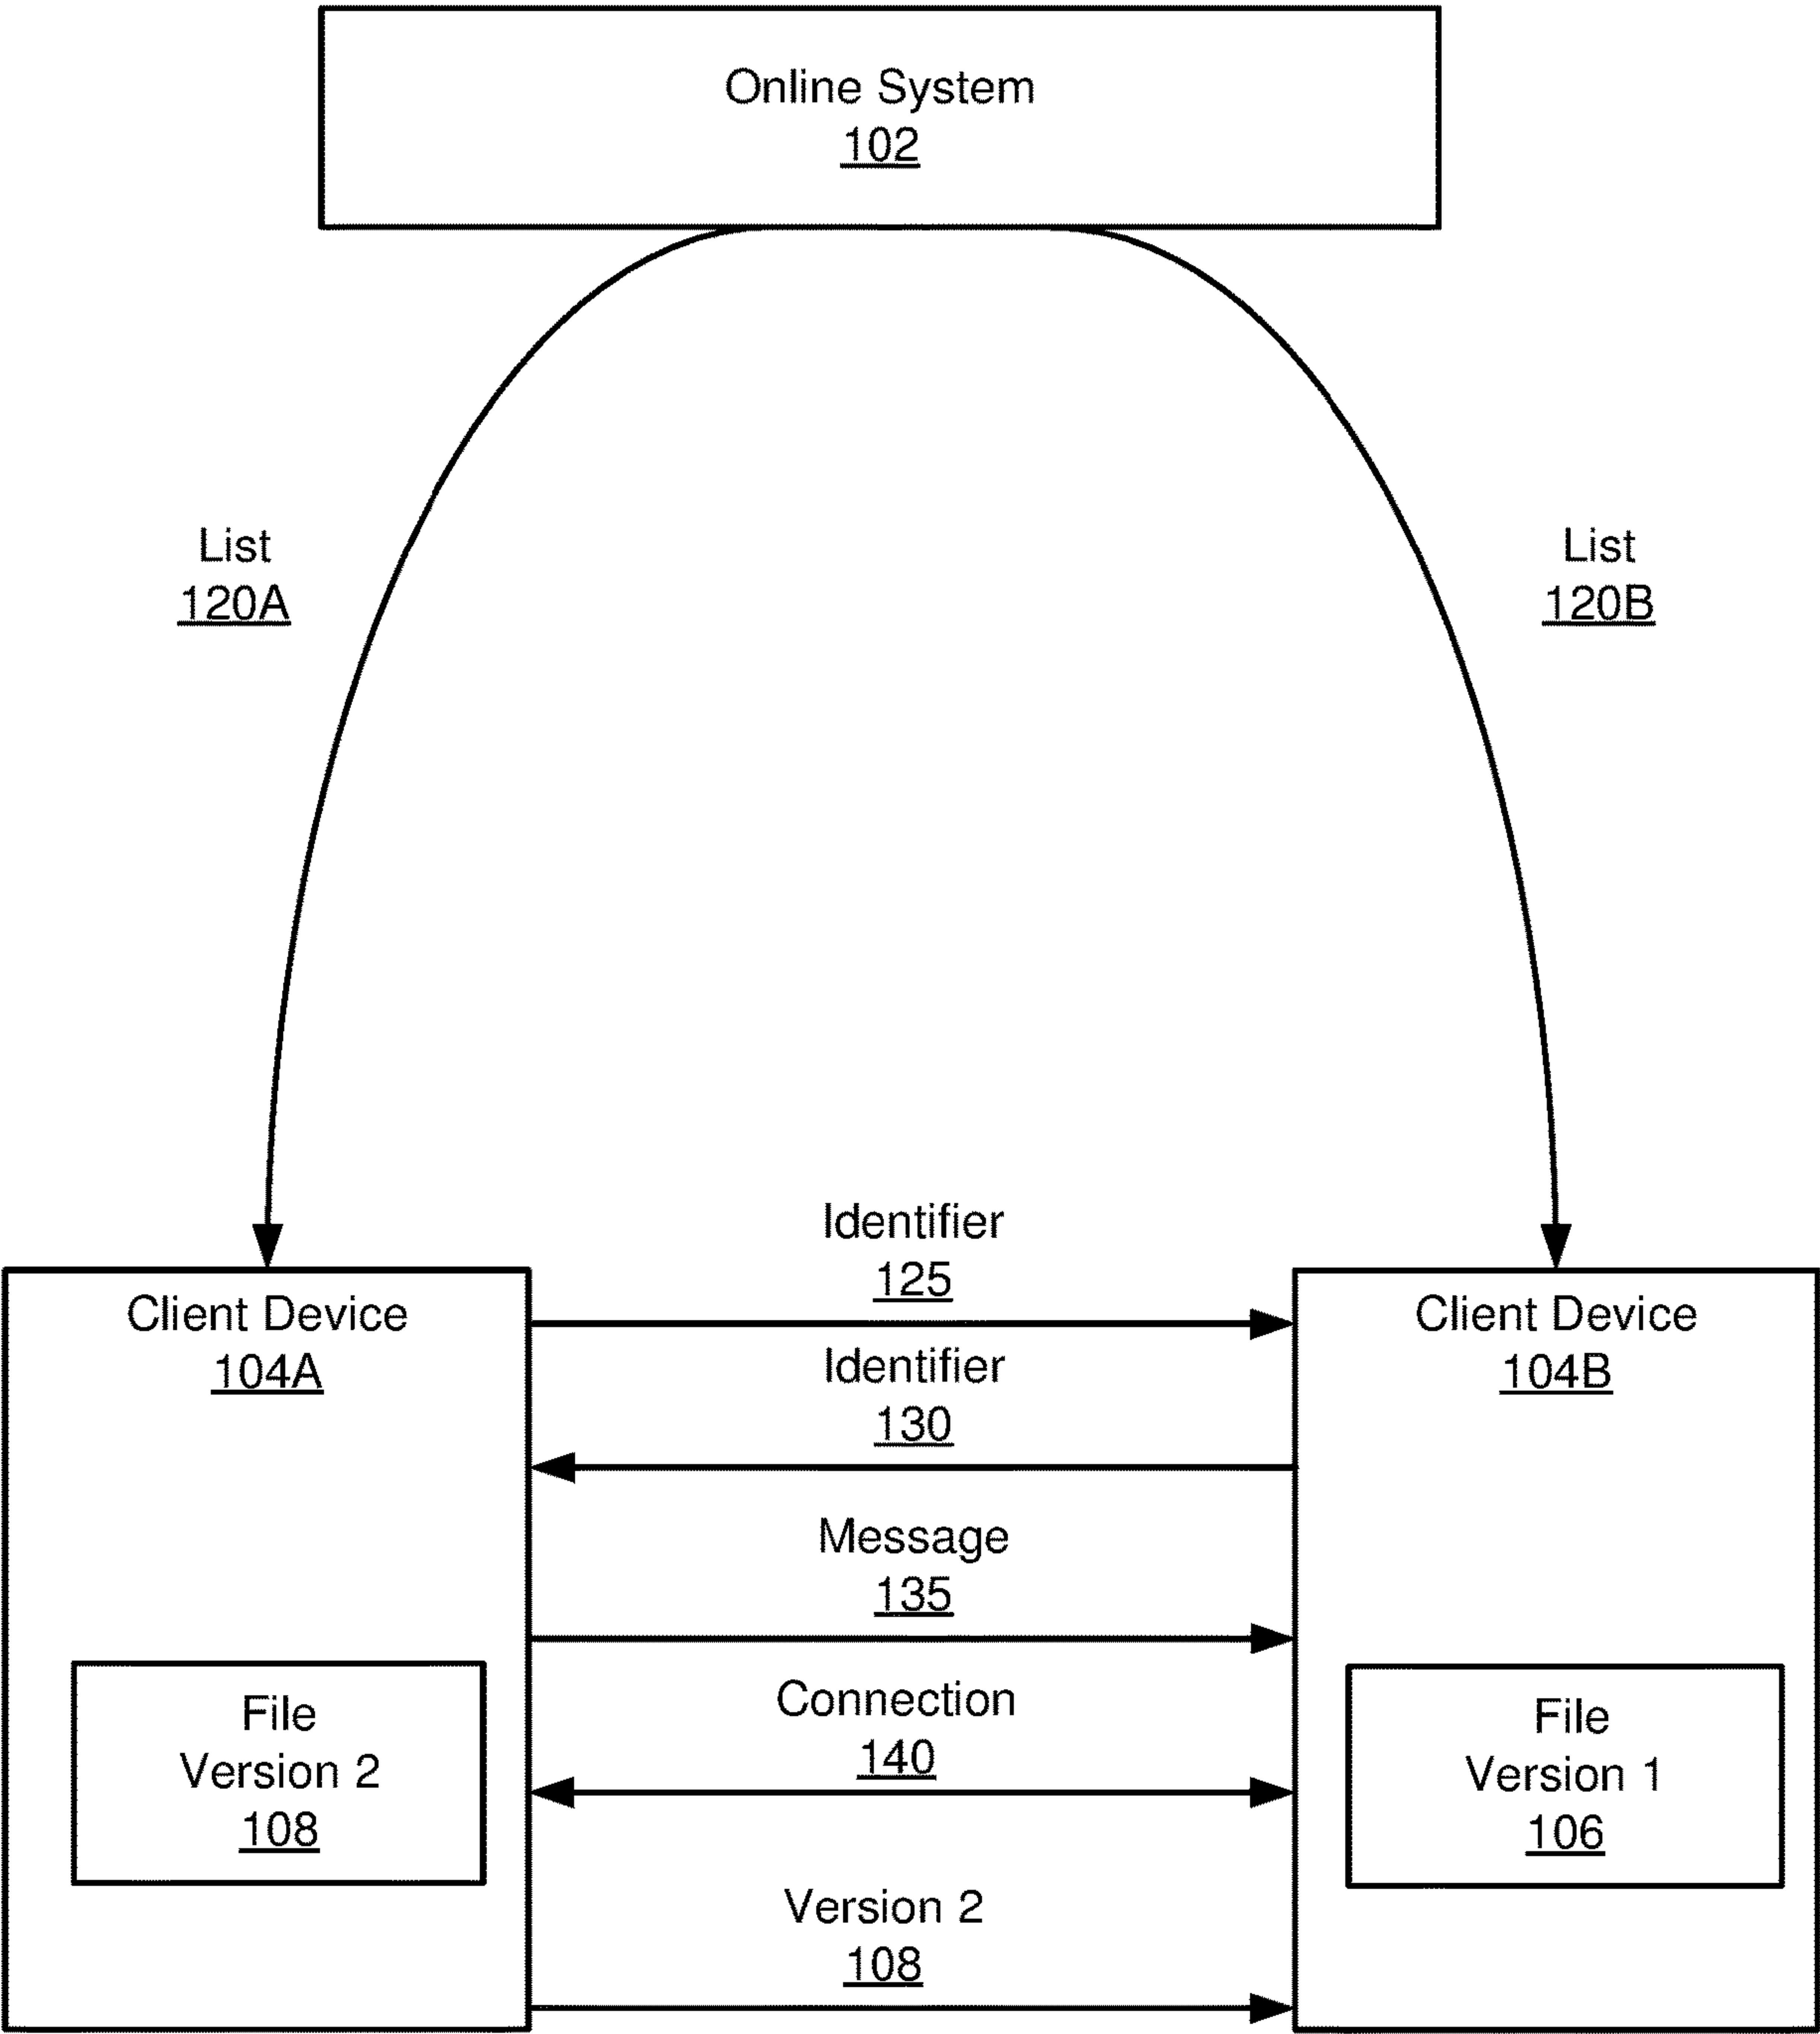 Online System
102
List
120A
List
120B
Client Device
104A
Identifier
125
Identifier
130
Message
135
Connection
140
Version 2
108
File
Version 2
108
Client Device
104B
File
Version 1
106